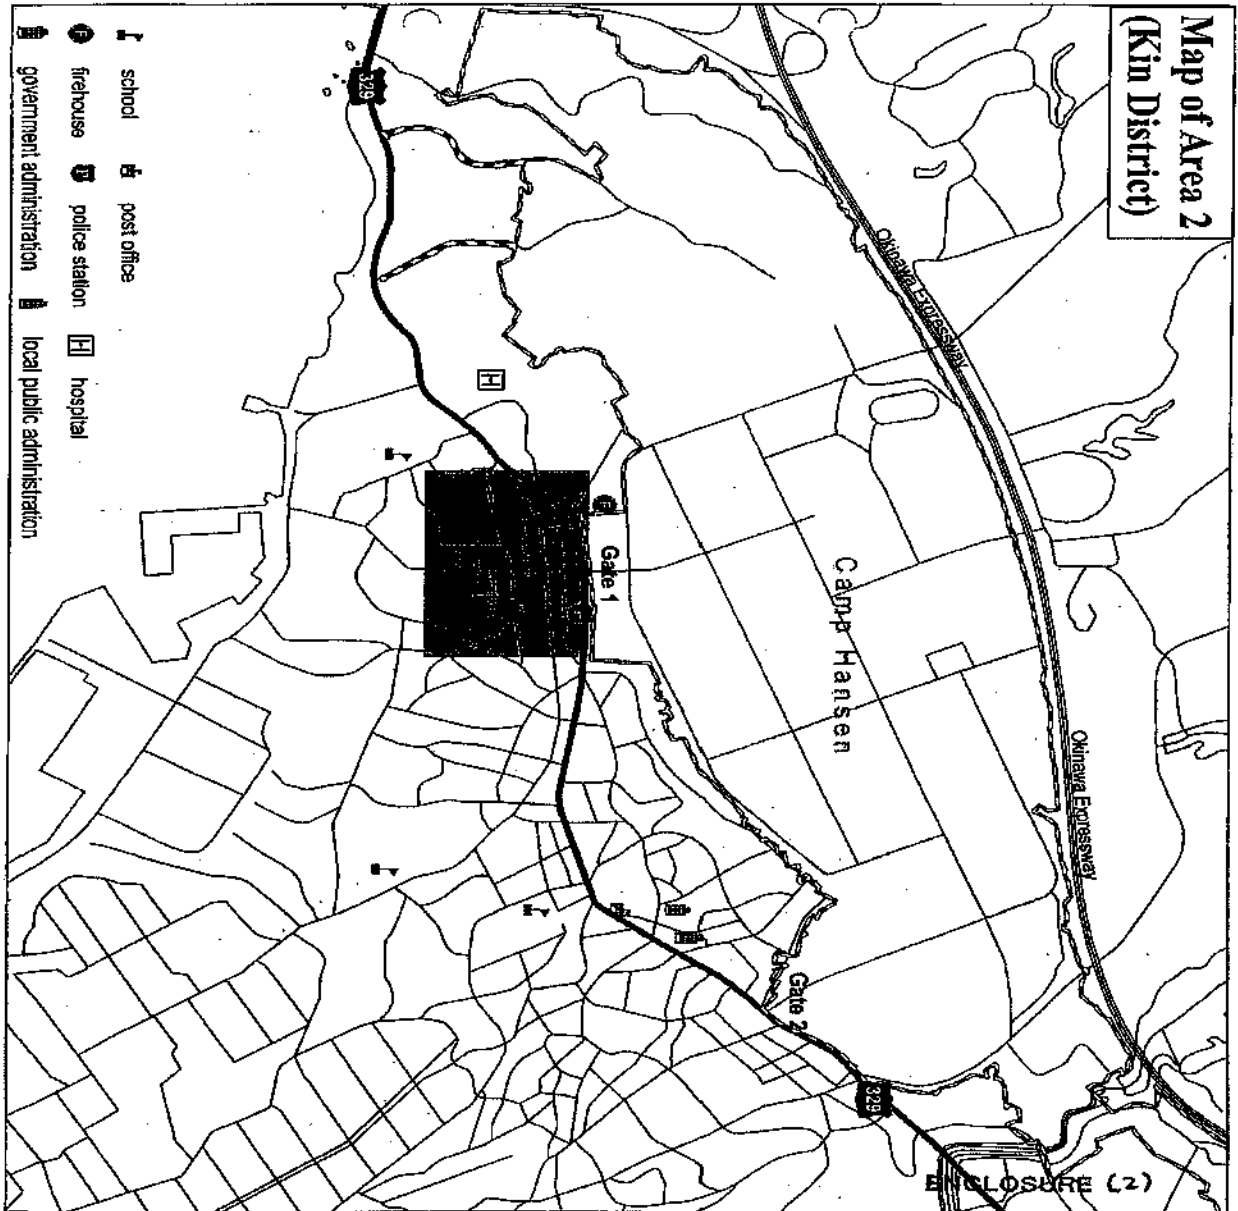 Map of Area 2
(Kin District)
Okinawa Expressway
Okinawa Expressway
Camp Hansen
Gate 1
Gate 2
329
329
H
school
post office
firehouse
police station
H hospital
government administration
local public administration
ENCLOSURE (2)